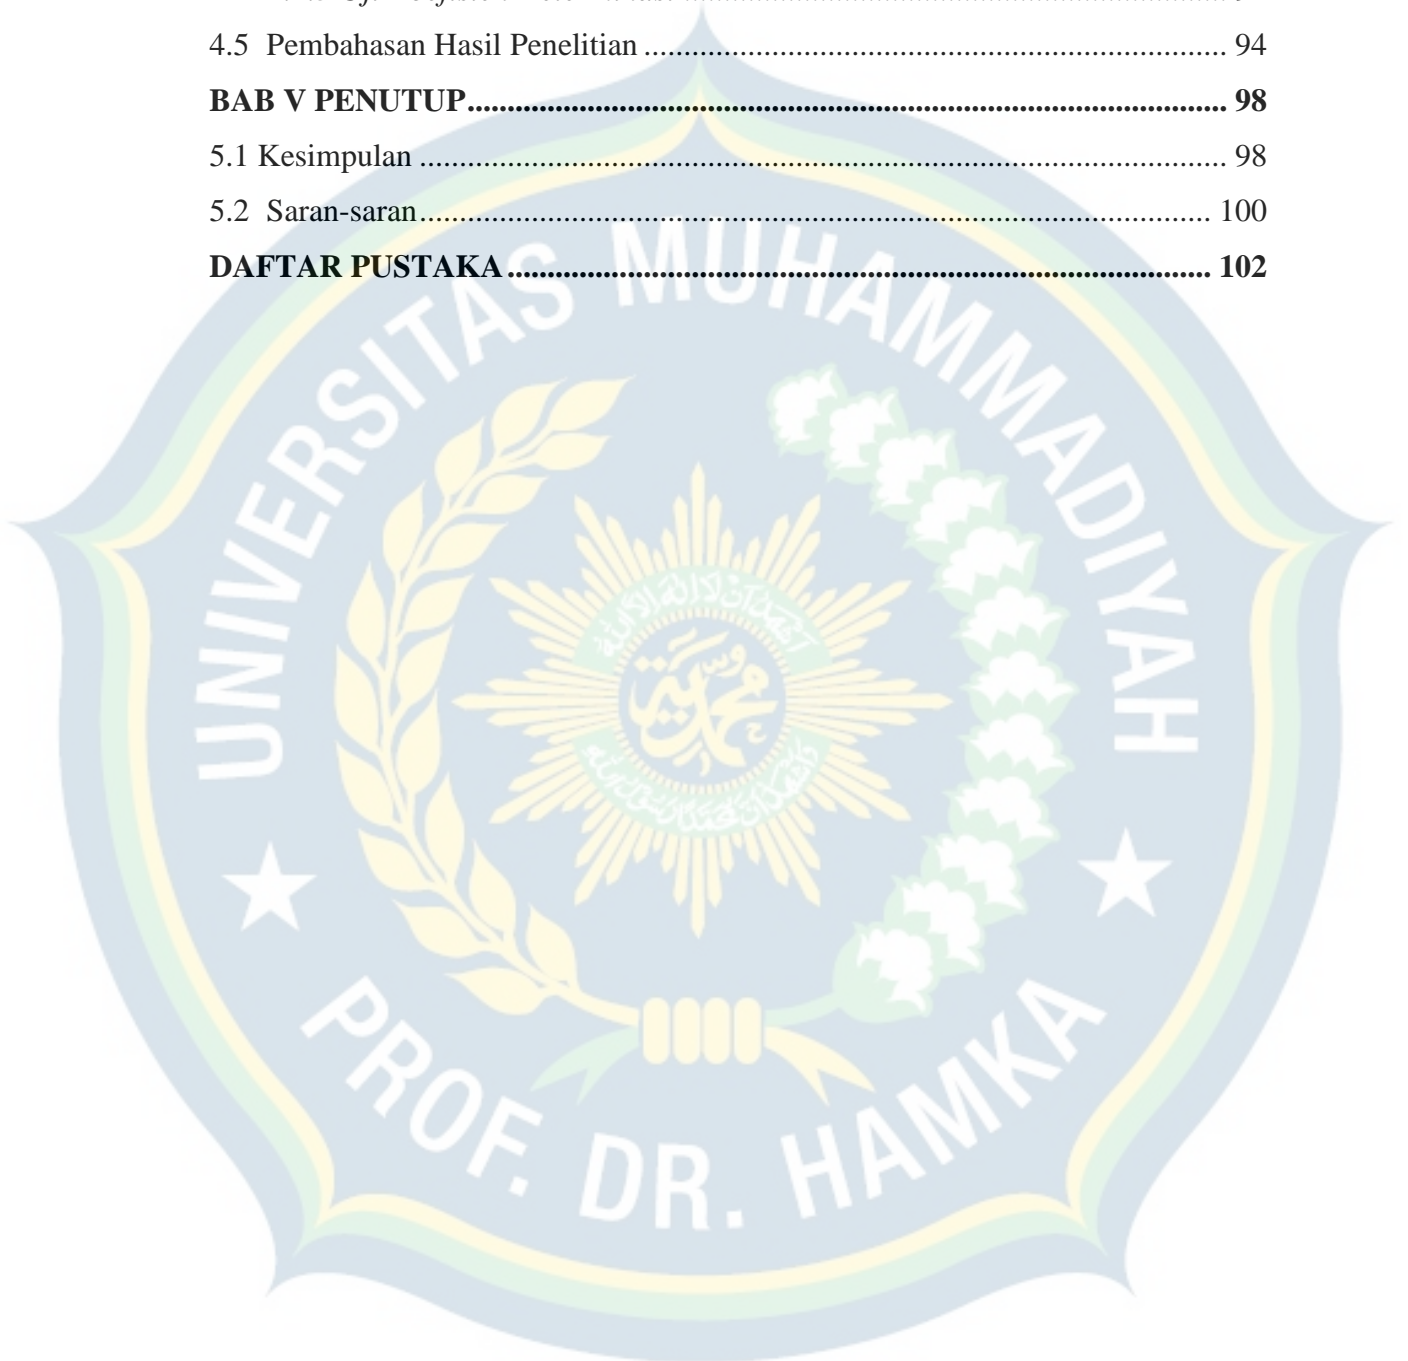 4.5  Pembahasan Hasil Penelitian ........................................................................ 94
BAB V PENUTUP............................................................................................... 98
5.1 Kesimpulan ..................................................................................................... 98
5.2  Saran-saran................................................................................................... 100
DAFTAR PUSTAKA ........................................................................................ 102
UNIVERSITAS MUHAMMADIYAH
PROF. DR. HAMKA